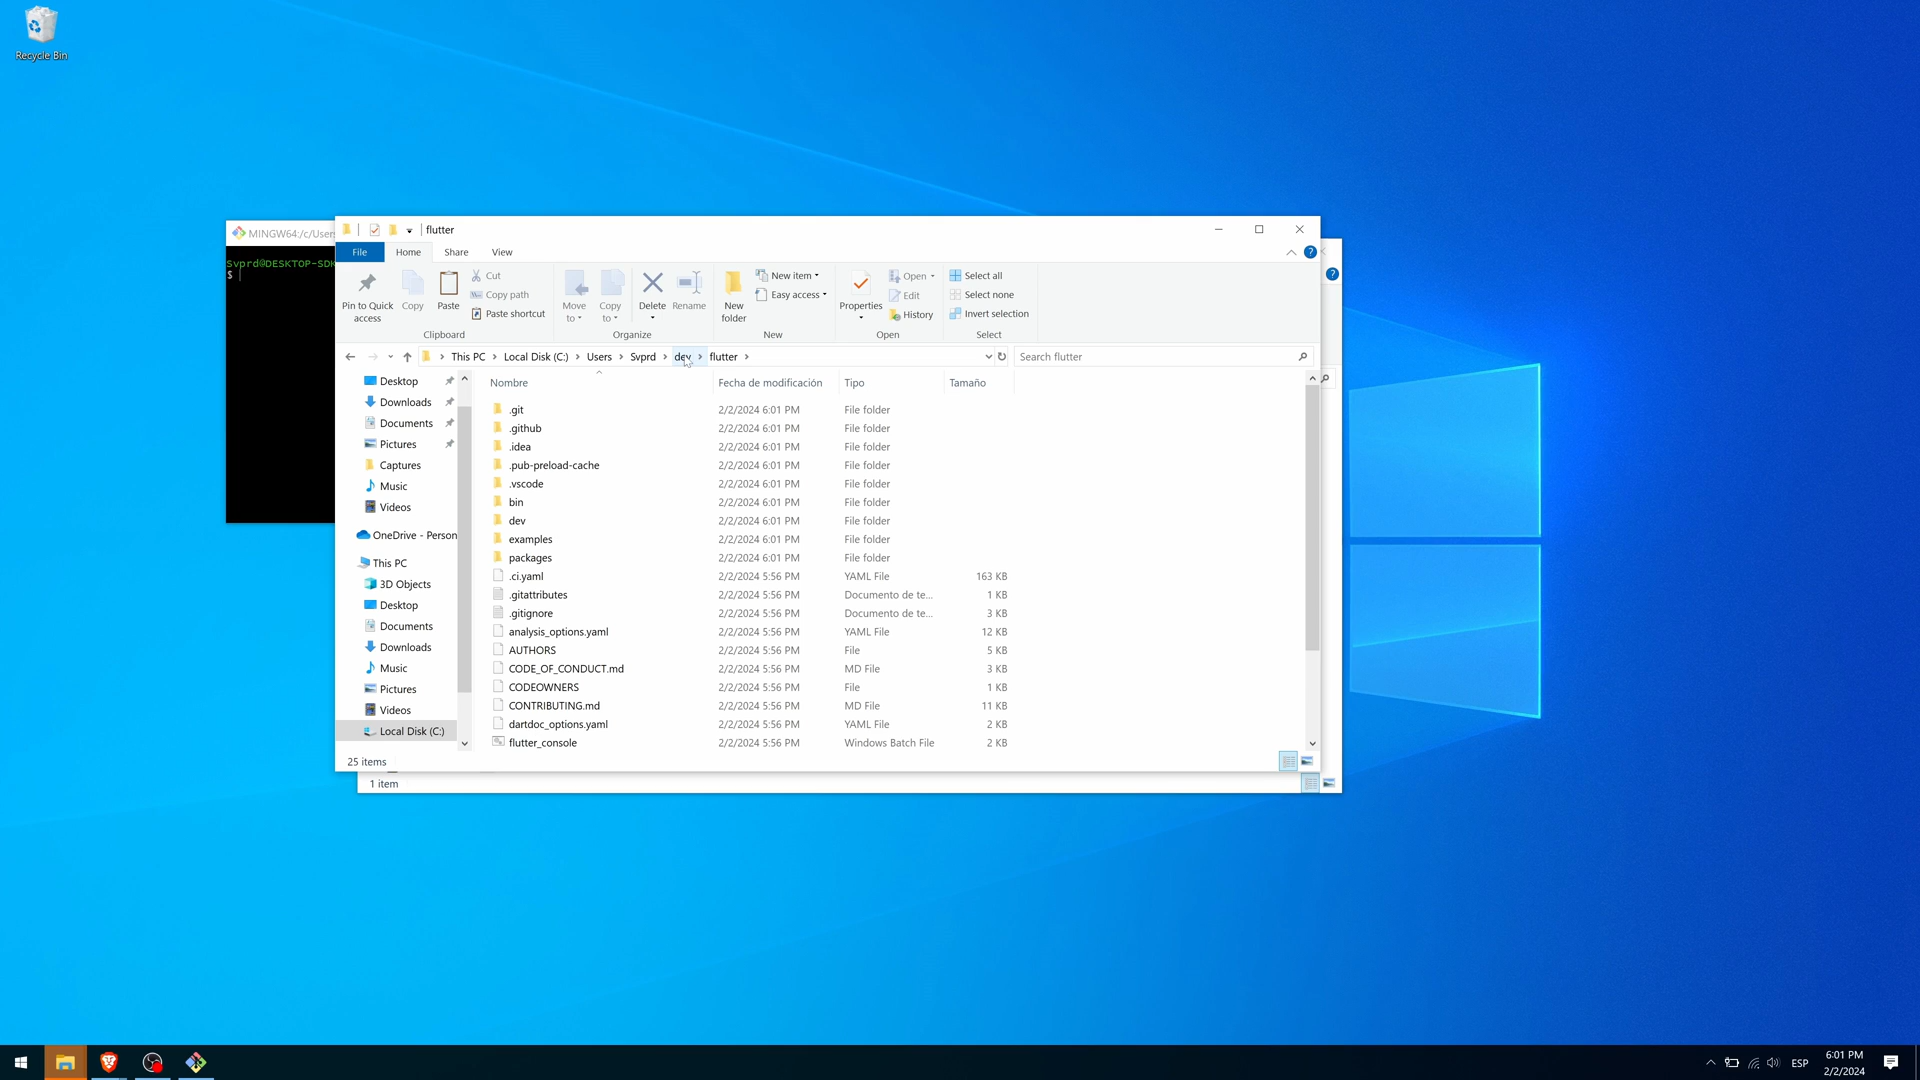 Recycle Bin
MINGW64:/c/Users
Svprd@DESKTOP-SDK
$
flutter
File
Home
Share
View
Pin to Quick access
Copy
Paste
Cut
Copy path
Paste shortcut
Clipboard
Move to
Copy to
Delete
Rename
Organize
New folder
New item
Easy access
New
Properties
Open
Edit
History
Open
Select all
Select none
Invert selection
Select
This PC
Local Disk (C:)
Users
Svprd
dev
flutter
Search flutter
Desktop
Downloads
Documents
Pictures
Captures
Music
Videos
OneDrive - Person
This PC
3D Objects
Desktop
Documents
Downloads
Music
Pictures
Videos
Local Disk (C:)
Nombre Fecha de modificación Tipo Tamaño
.git 2/2/2024 6:01 PM File folder
.github 2/2/2024 6:01 PM File folder
.idea 2/2/2024 6:01 PM File folder
.pub-preload-cache 2/2/2024 6:01 PM File folder
.vscode 2/2/2024 6:01 PM File folder
bin 2/2/2024 6:01 PM File folder
dev 2/2/2024 6:01 PM File folder
examples 2/2/2024 6:01 PM File folder
packages 2/2/2024 6:01 PM File folder
.ci.yaml 2/2/2024 5:56 PM YAML File 163 KB
.gitattributes 2/2/2024 5:56 PM Documento de te... 1 KB
.gitignore 2/2/2024 5:56 PM Documento de te... 3 KB
analysis_options.yaml 2/2/2024 5:56 PM YAML File 12 KB
AUTHORS 2/2/2024 5:56 PM File 5 KB
CODE_OF_CONDUCT.md 2/2/2024 5:56 PM MD File 3 KB
CODEOWNERS 2/2/2024 5:56 PM File 1 KB
CONTRIBUTING.md 2/2/2024 5:56 PM MD File 11 KB
dartdoc_options.yaml 2/2/2024 5:56 PM YAML File 2 KB
flutter_console 2/2/2024 5:56 PM Windows Batch File 2 KB
25 items
1 item
ESP
6:01 PM
2/2/2024